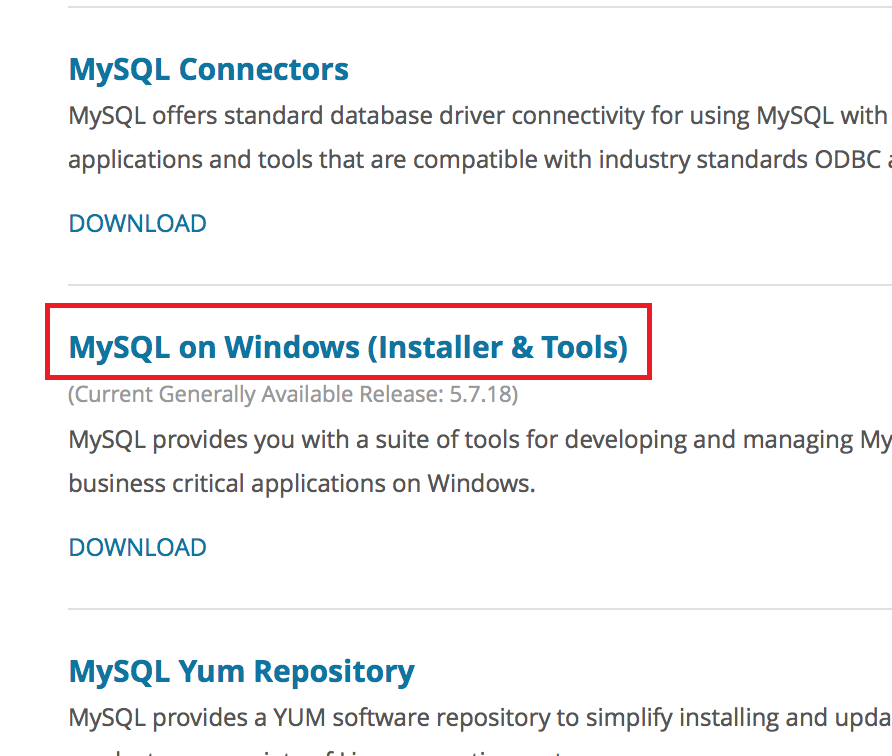 MySQL Connectors
MySQL offers standard database driver connectivity for using MySQL with
applications and tools that are compatible with industry standards ODBC
DOWNLOAD
MySQL on Windows (Installer & Tools)
(Current Generally Available Release: 5.7.18)
MySQL provides you with a suite of tools for developing and managing My
business critical applications on Windows.
DOWNLOAD
MySQL Yum Repository
MySQL provides a YUM software repository to simplify installing and upda